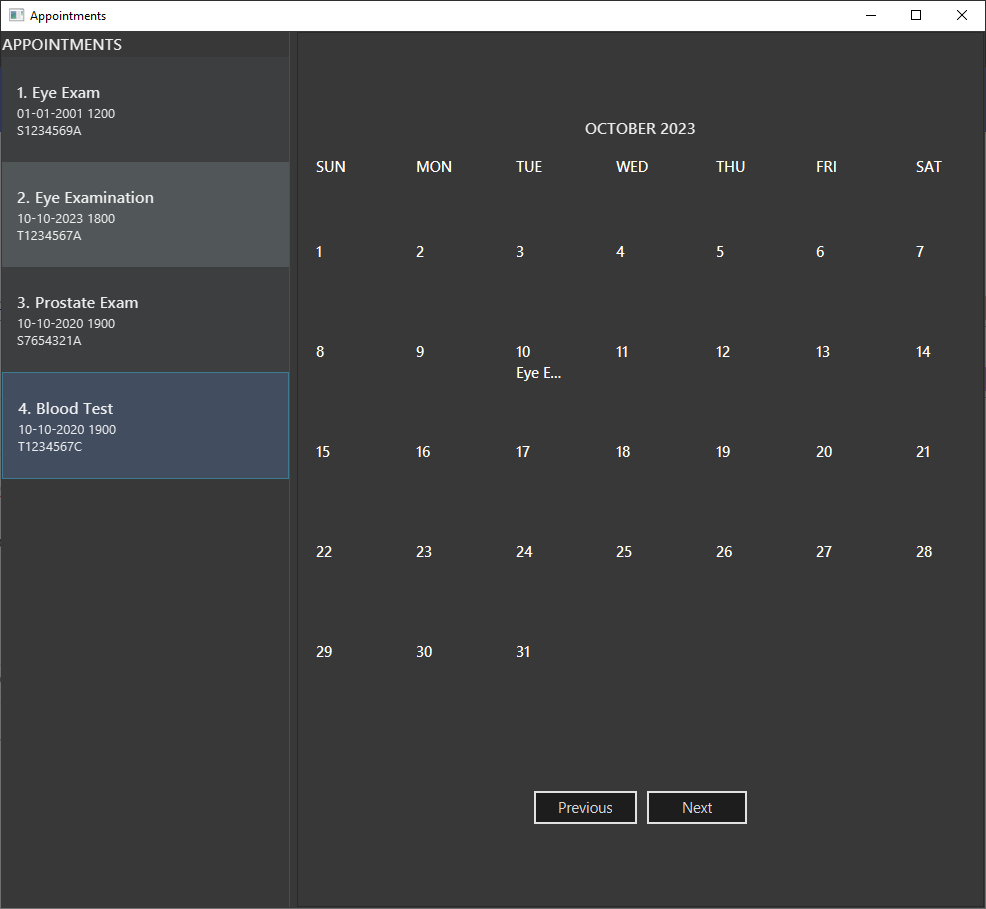 Appointments
APPOINTMENTS
1. Eye Exam
01-01-2001 1200
S1234569A
2. Eye Examination
10-10-2023 1800
T1234567A
3. Prostate Exam
10-10-2020 1900
S7654321A
4. Blood Test
10-10-2020 1900
T1234567C
OCTOBER 2023
SUN MON TUE WED THU FRI SAT
1 2 3 4 5 6 7
8 9 10 11 12 13 14
Eye E...
15 16 17 18 19 20 21
22 23 24 25 26 27 28
29 30 31
Previous Next